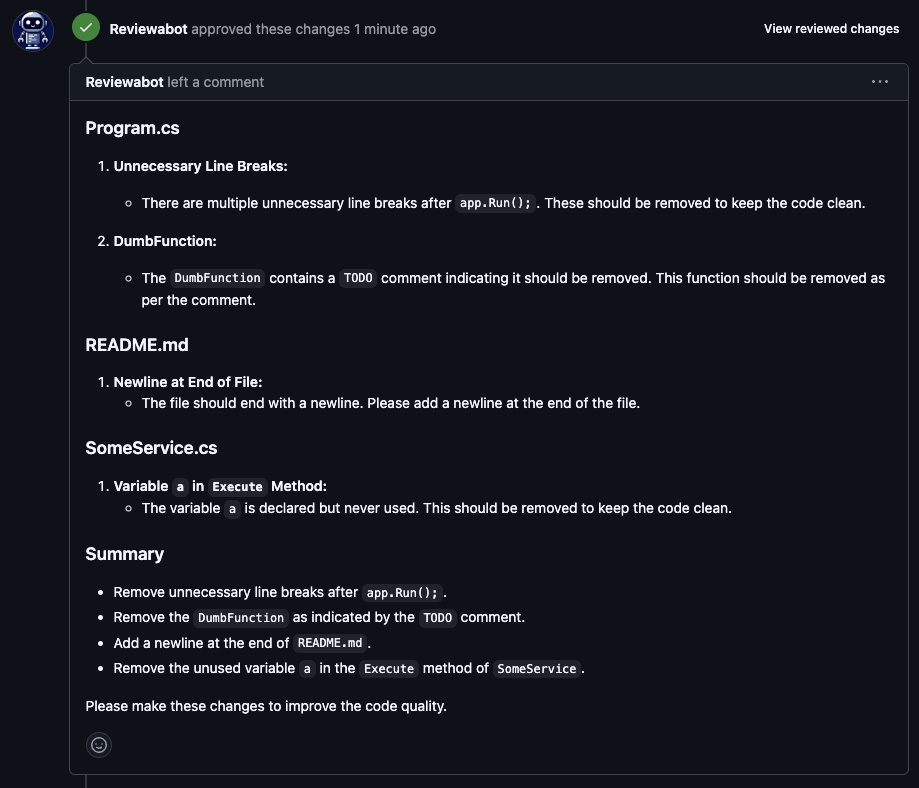 Reviewabot approved these changes 1 minute ago
View reviewed changes
Reviewabot left a comment
Program.cs
1. Unnecessary Line Breaks:
There are multiple unnecessary line breaks after app.Run(); . These should be removed to keep the code clean.
2. DumbFunction:
The DumbFunction contains a TODO comment indicating it should be removed. This function should be removed as
per the comment.
README.md
1. Newline at End of File:
The file should end with a newline. Please add a newline at the end of the file.
SomeService.cs
1. Variable a in Execute Method:
The variable a is declared but never used. This should be removed to keep the code clean.
Summary
Remove unnecessary line breaks after app.Run(); .
Remove the DumbFunction as indicated by the TODO comment.
Add a newline at the end of README.md .
Remove the unused variable a in the Execute method of SomeService .
Please make these changes to improve the code quality.